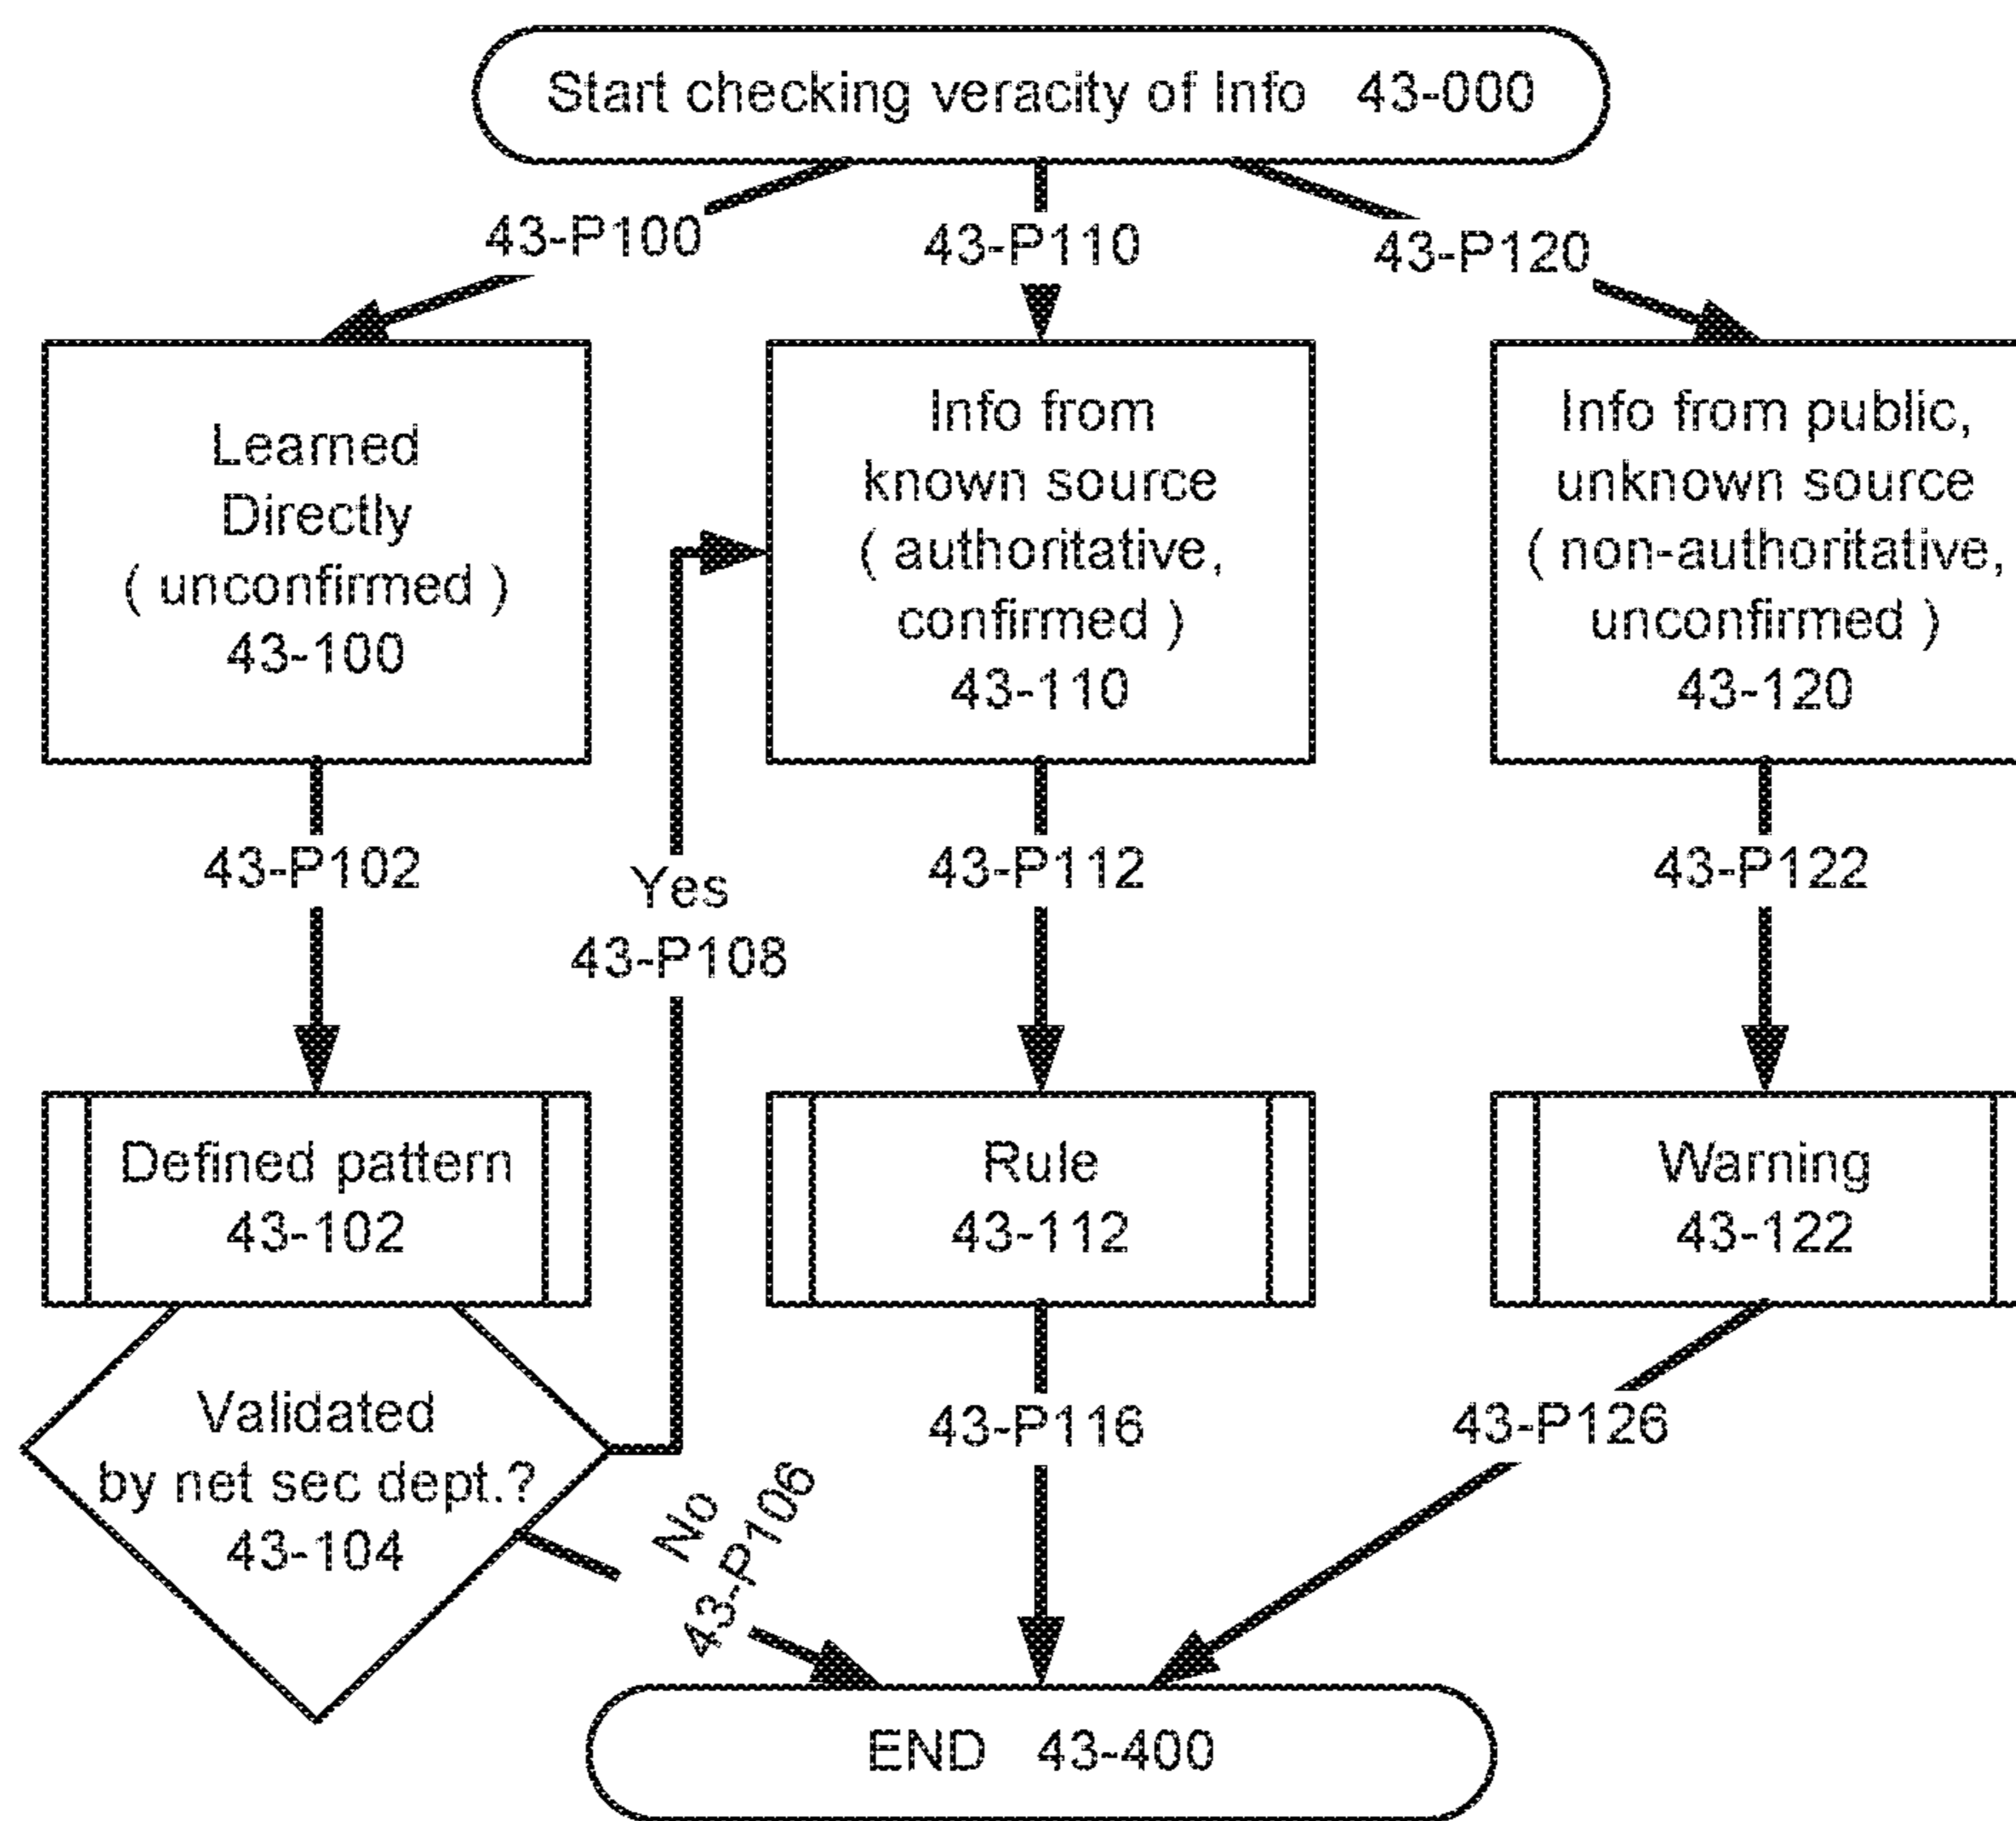 Start checking veracity of Info 43-000
43-P100
43-P110
43-P120
Learned
Directly
( unconfirmed )
43-100
Info from
known source
( authoritative,
confirmed )
43-110
Info from public,
unknown source
( non-authoritative,
unconfirmed )
43-120
43-P102
Yes
43-P108
43-P112
43-P122
Defined pattern
43-102
Rule
43-112
Warning
43-122
Validated
by net sec dept.?
43-104
No
43-P106
43-P116
43-P126
END 43-400